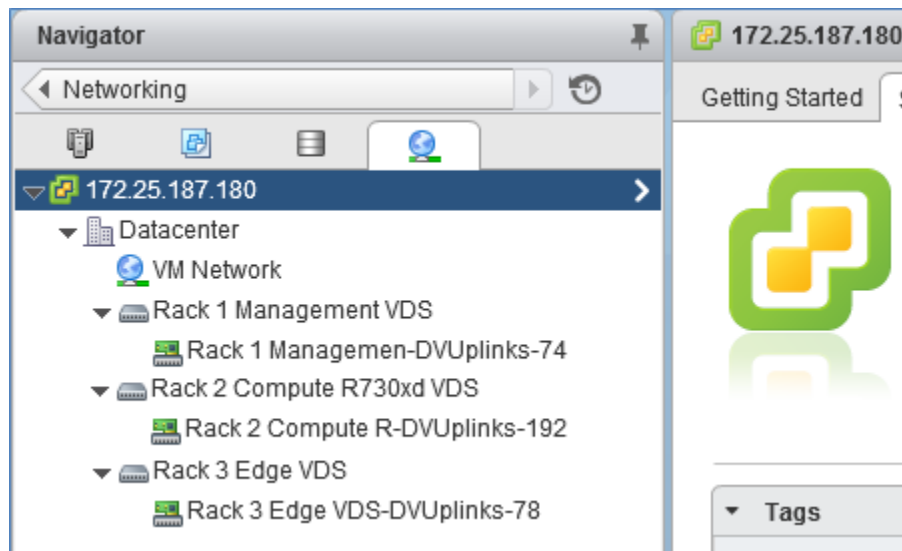 Navigator
172.25.187.180
Networking
Getting Started
172.25.187.180
Datacenter
VM Network
Rack 1 Management VDS
Rack 1 Managemen-DVUplinks-74
Rack 2 Compute R730xd VDS
Rack 2 Compute R-DVUplinks-192
Rack 3 Edge VDS
Rack 3 Edge VDS-DVUplinks-78
Tags